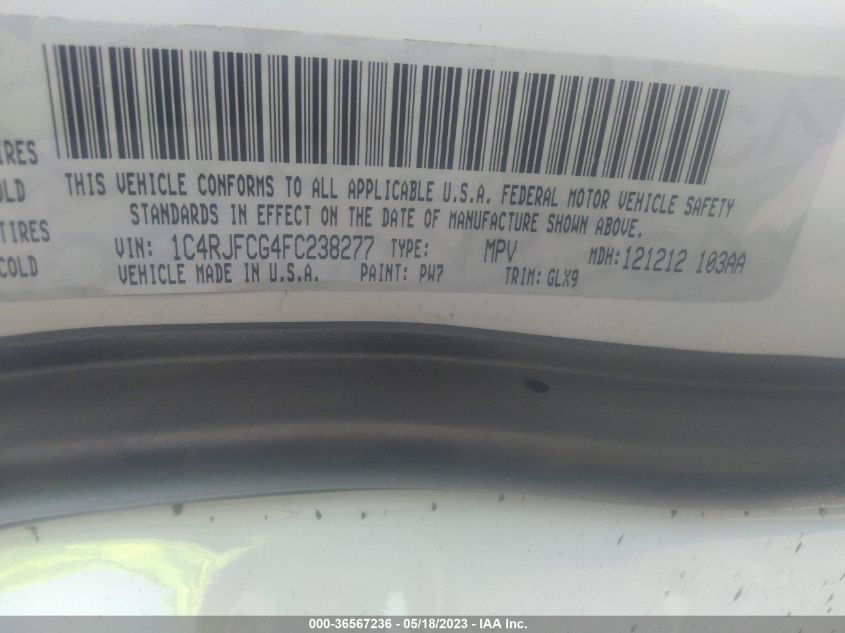 IRES
OLD
TIRES
COLD
THIS VEHICLE CONFORMS TO ALL APPLICABLE U.S.A. FEDERAL MOTOR VEHICLE SAFETY
STANDARDS IN EFFECT ON THE DATE OF MANUFACTURE SHOWN ABOVE.
VIN: 1C4RJFCG4FC238277 TYPE: MPV MDH: 121212 103AA
VEHICLE MADE IN U.S.A. PAINT: PW7 TRIM: GLX9
000-36567236 - 05/18/2023 - IAA Inc.